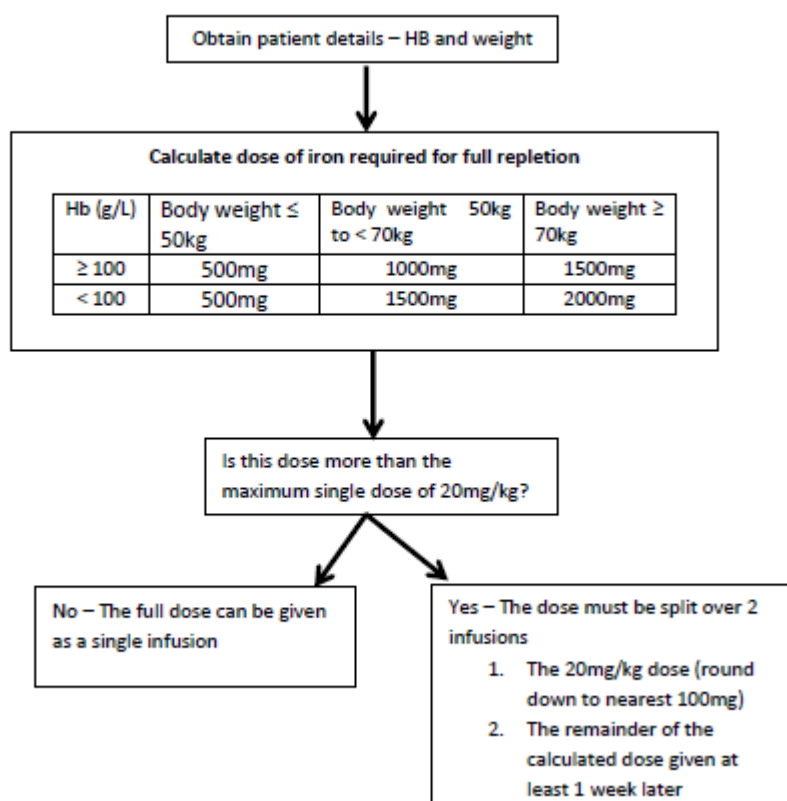 Obtain patient details – HB and weight
Calculate dose of iron required for full repletion
Hb (g/L) Body weight ≤ 50kg Body weight 50kg to < 70kg Body weight ≥ 70kg
≥ 100 500mg 1000mg 1500mg
< 100 500mg 1500mg 2000mg
Is this dose more than the
maximum single dose of 20mg/kg?
No – The full dose can be given
as a single infusion
Yes – The dose must be split over 2
infusions
1. The 20mg/kg dose (round
down to nearest 100mg)
2. The remainder of the
calculated dose given at
least 1 week later